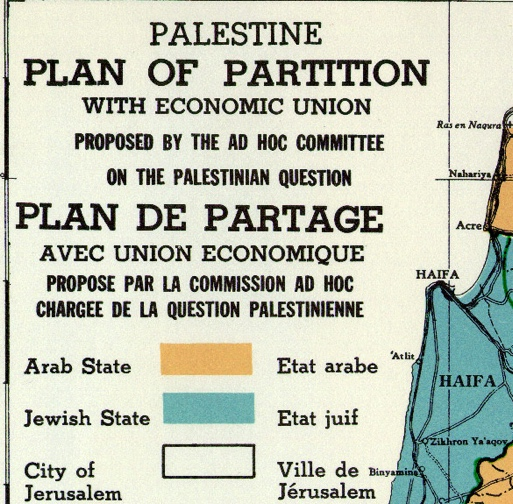 PALESTINE
PLAN OF PARTITION
WITH ECONOMIC UNION
PROPOSED BY THE AD HOC COMMITTEE
ON THE PALESTINIAN QUESTION
PLAN DE PARTAGE
AVEC UNION ECONOMIQUE
PROPOSE PAR LA COMMISSION AD HOC
CHARGEE DE LA QUESTION PALESTINIENNE
Arab State
Etat arabe
Jewish State
Etat juif
City of
Jerusalem
Ville de
Jérusalem
Ras en Naqura
Nahariya
Acre
HAIFA
'Atlit
HAIFA
Zikhron Ya'aqov
Binyamina